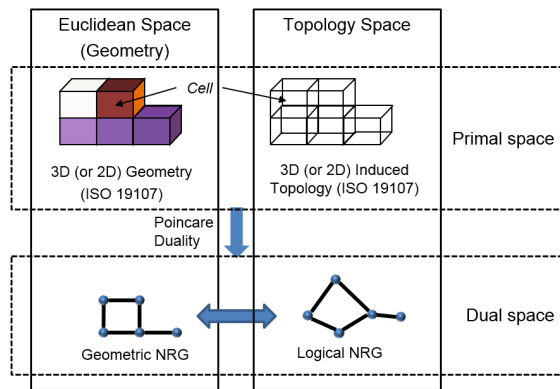 Euclidean Space
(Geometry)
Topology Space
Cell
3D (or 2D) Geometry
(ISO 19107)
3D (or 2D) Induced
Topology (ISO 19107)
Primal space
Poincare
Duality
Geometric NRG
Logical NRG
Dual space